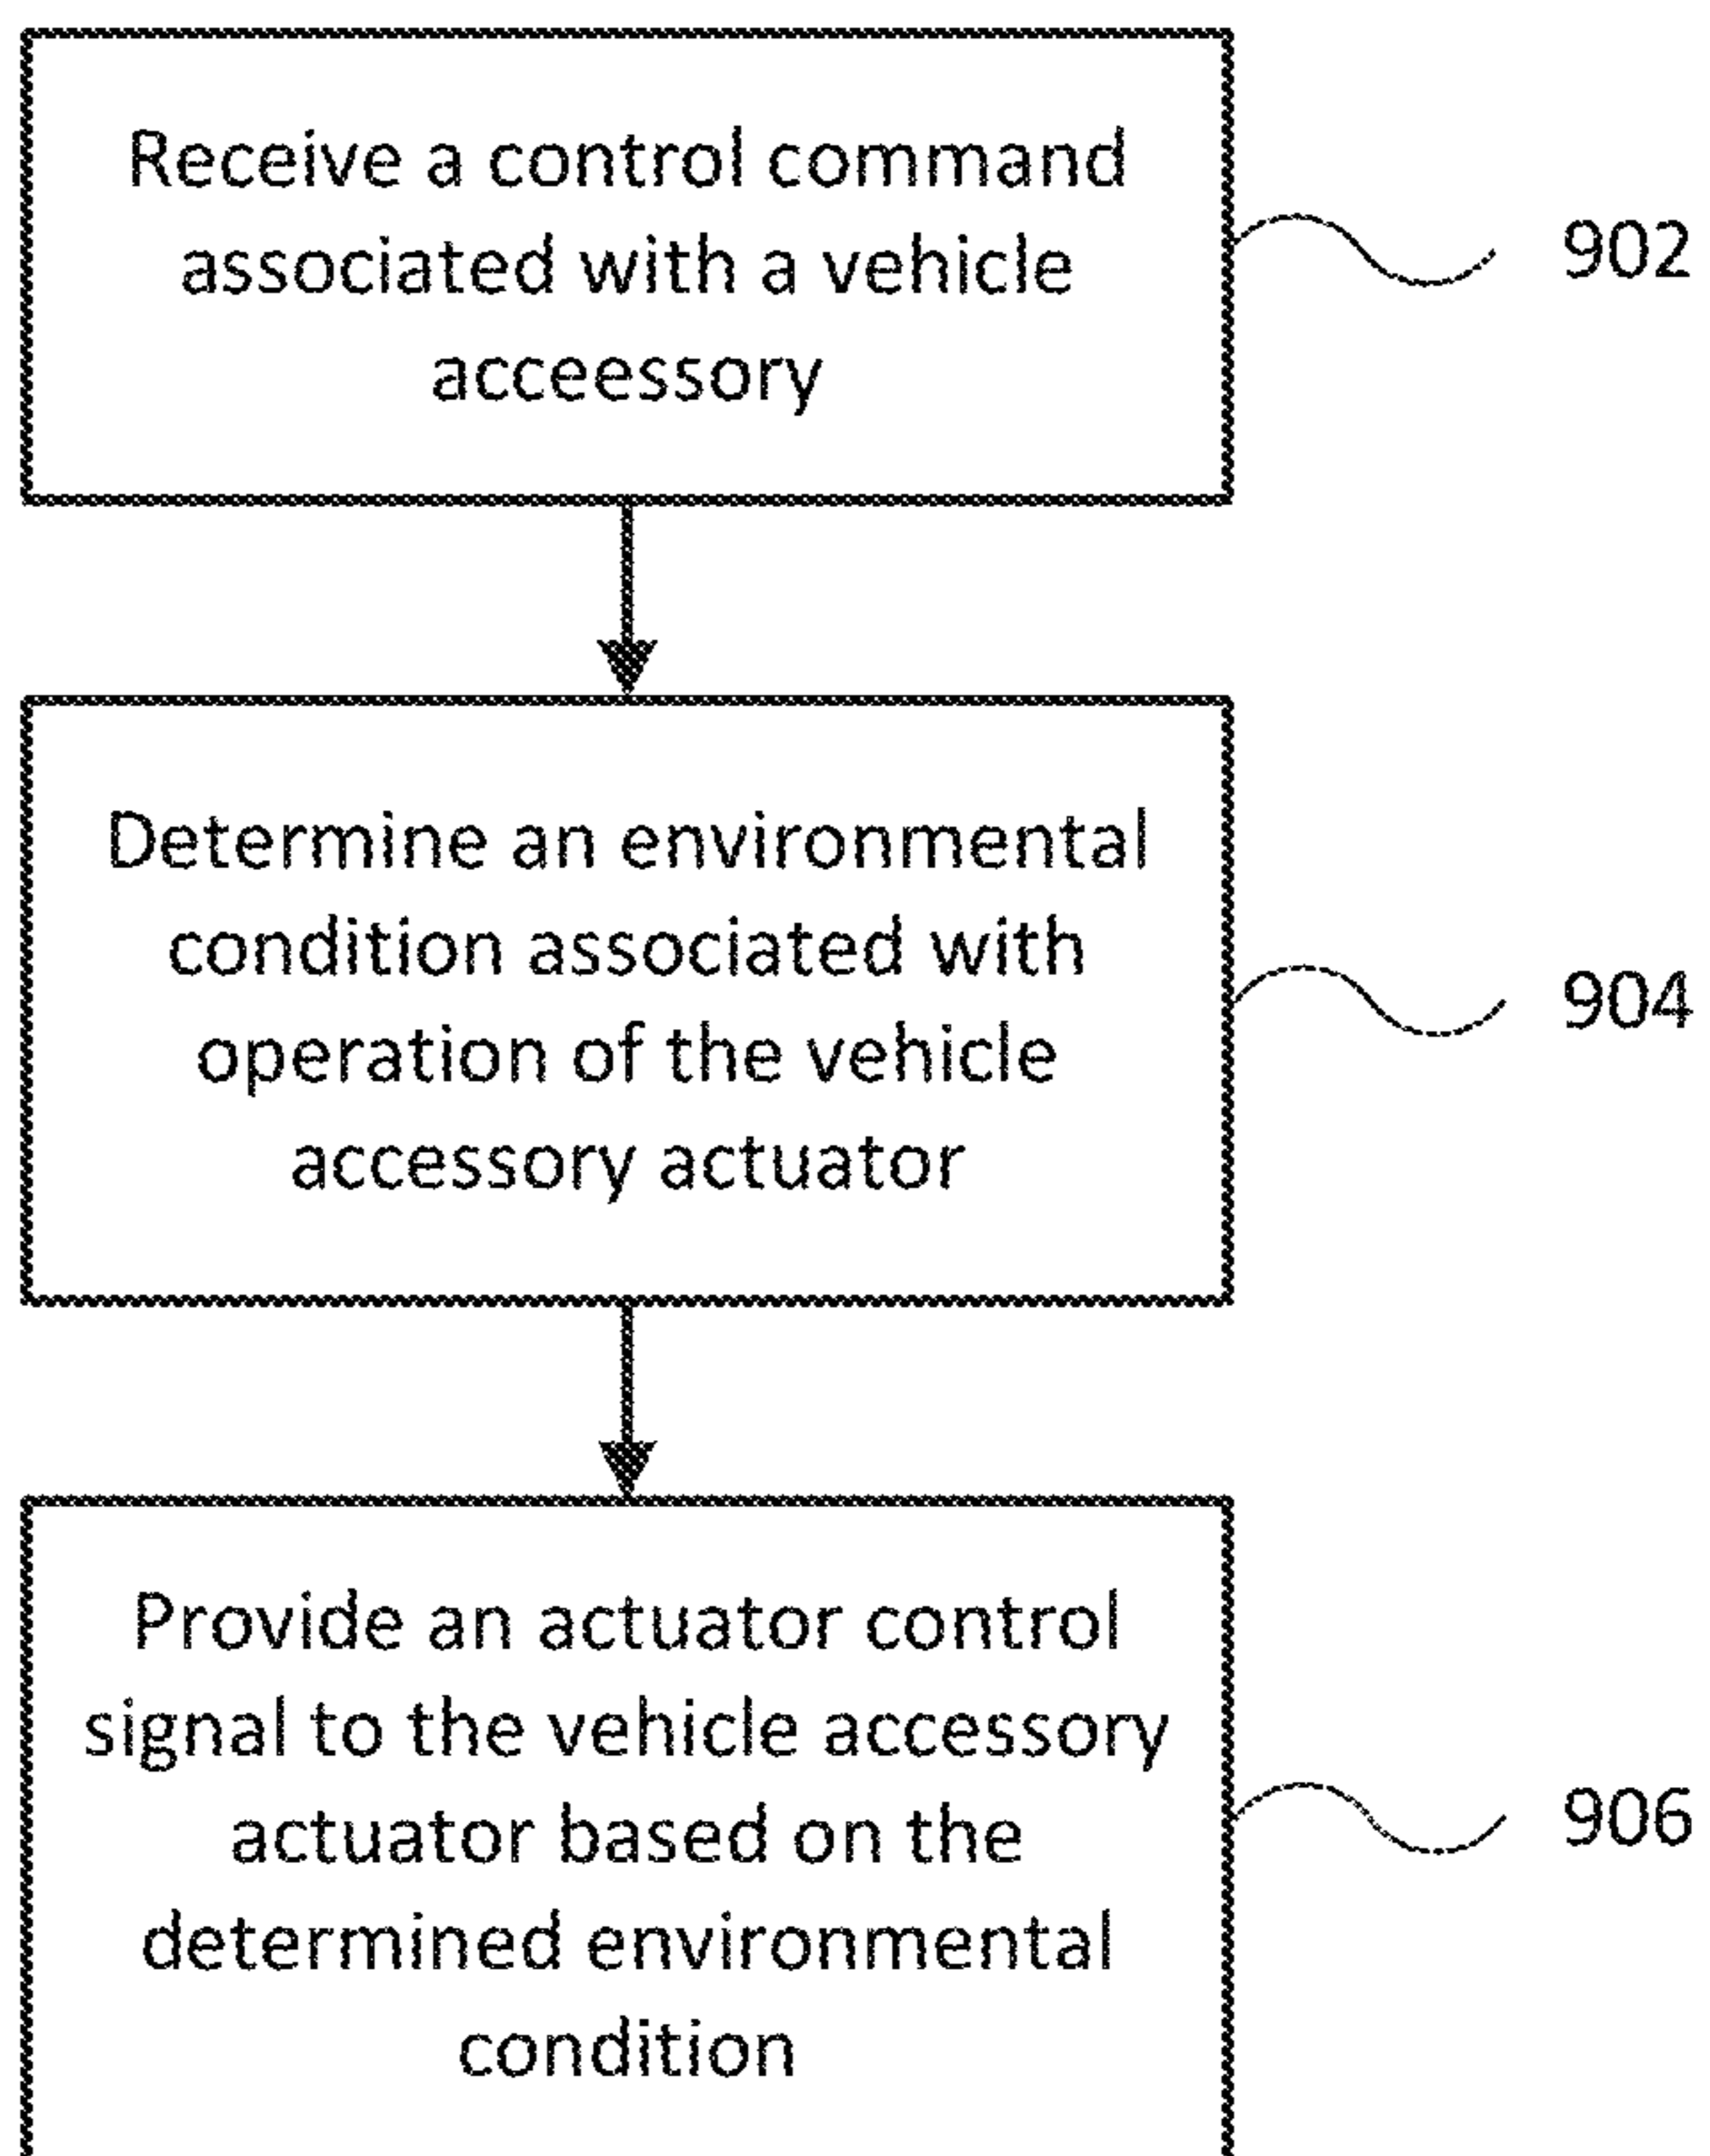 Receive a control command
associated with a vehicle
acceessory
902
Determine an environmental
condition associated with
operation of the vehicle
accessory actuator
904
Provide an actuator control
signal to the vehicle accessory
actuator based on the
determined environmental
condition
906